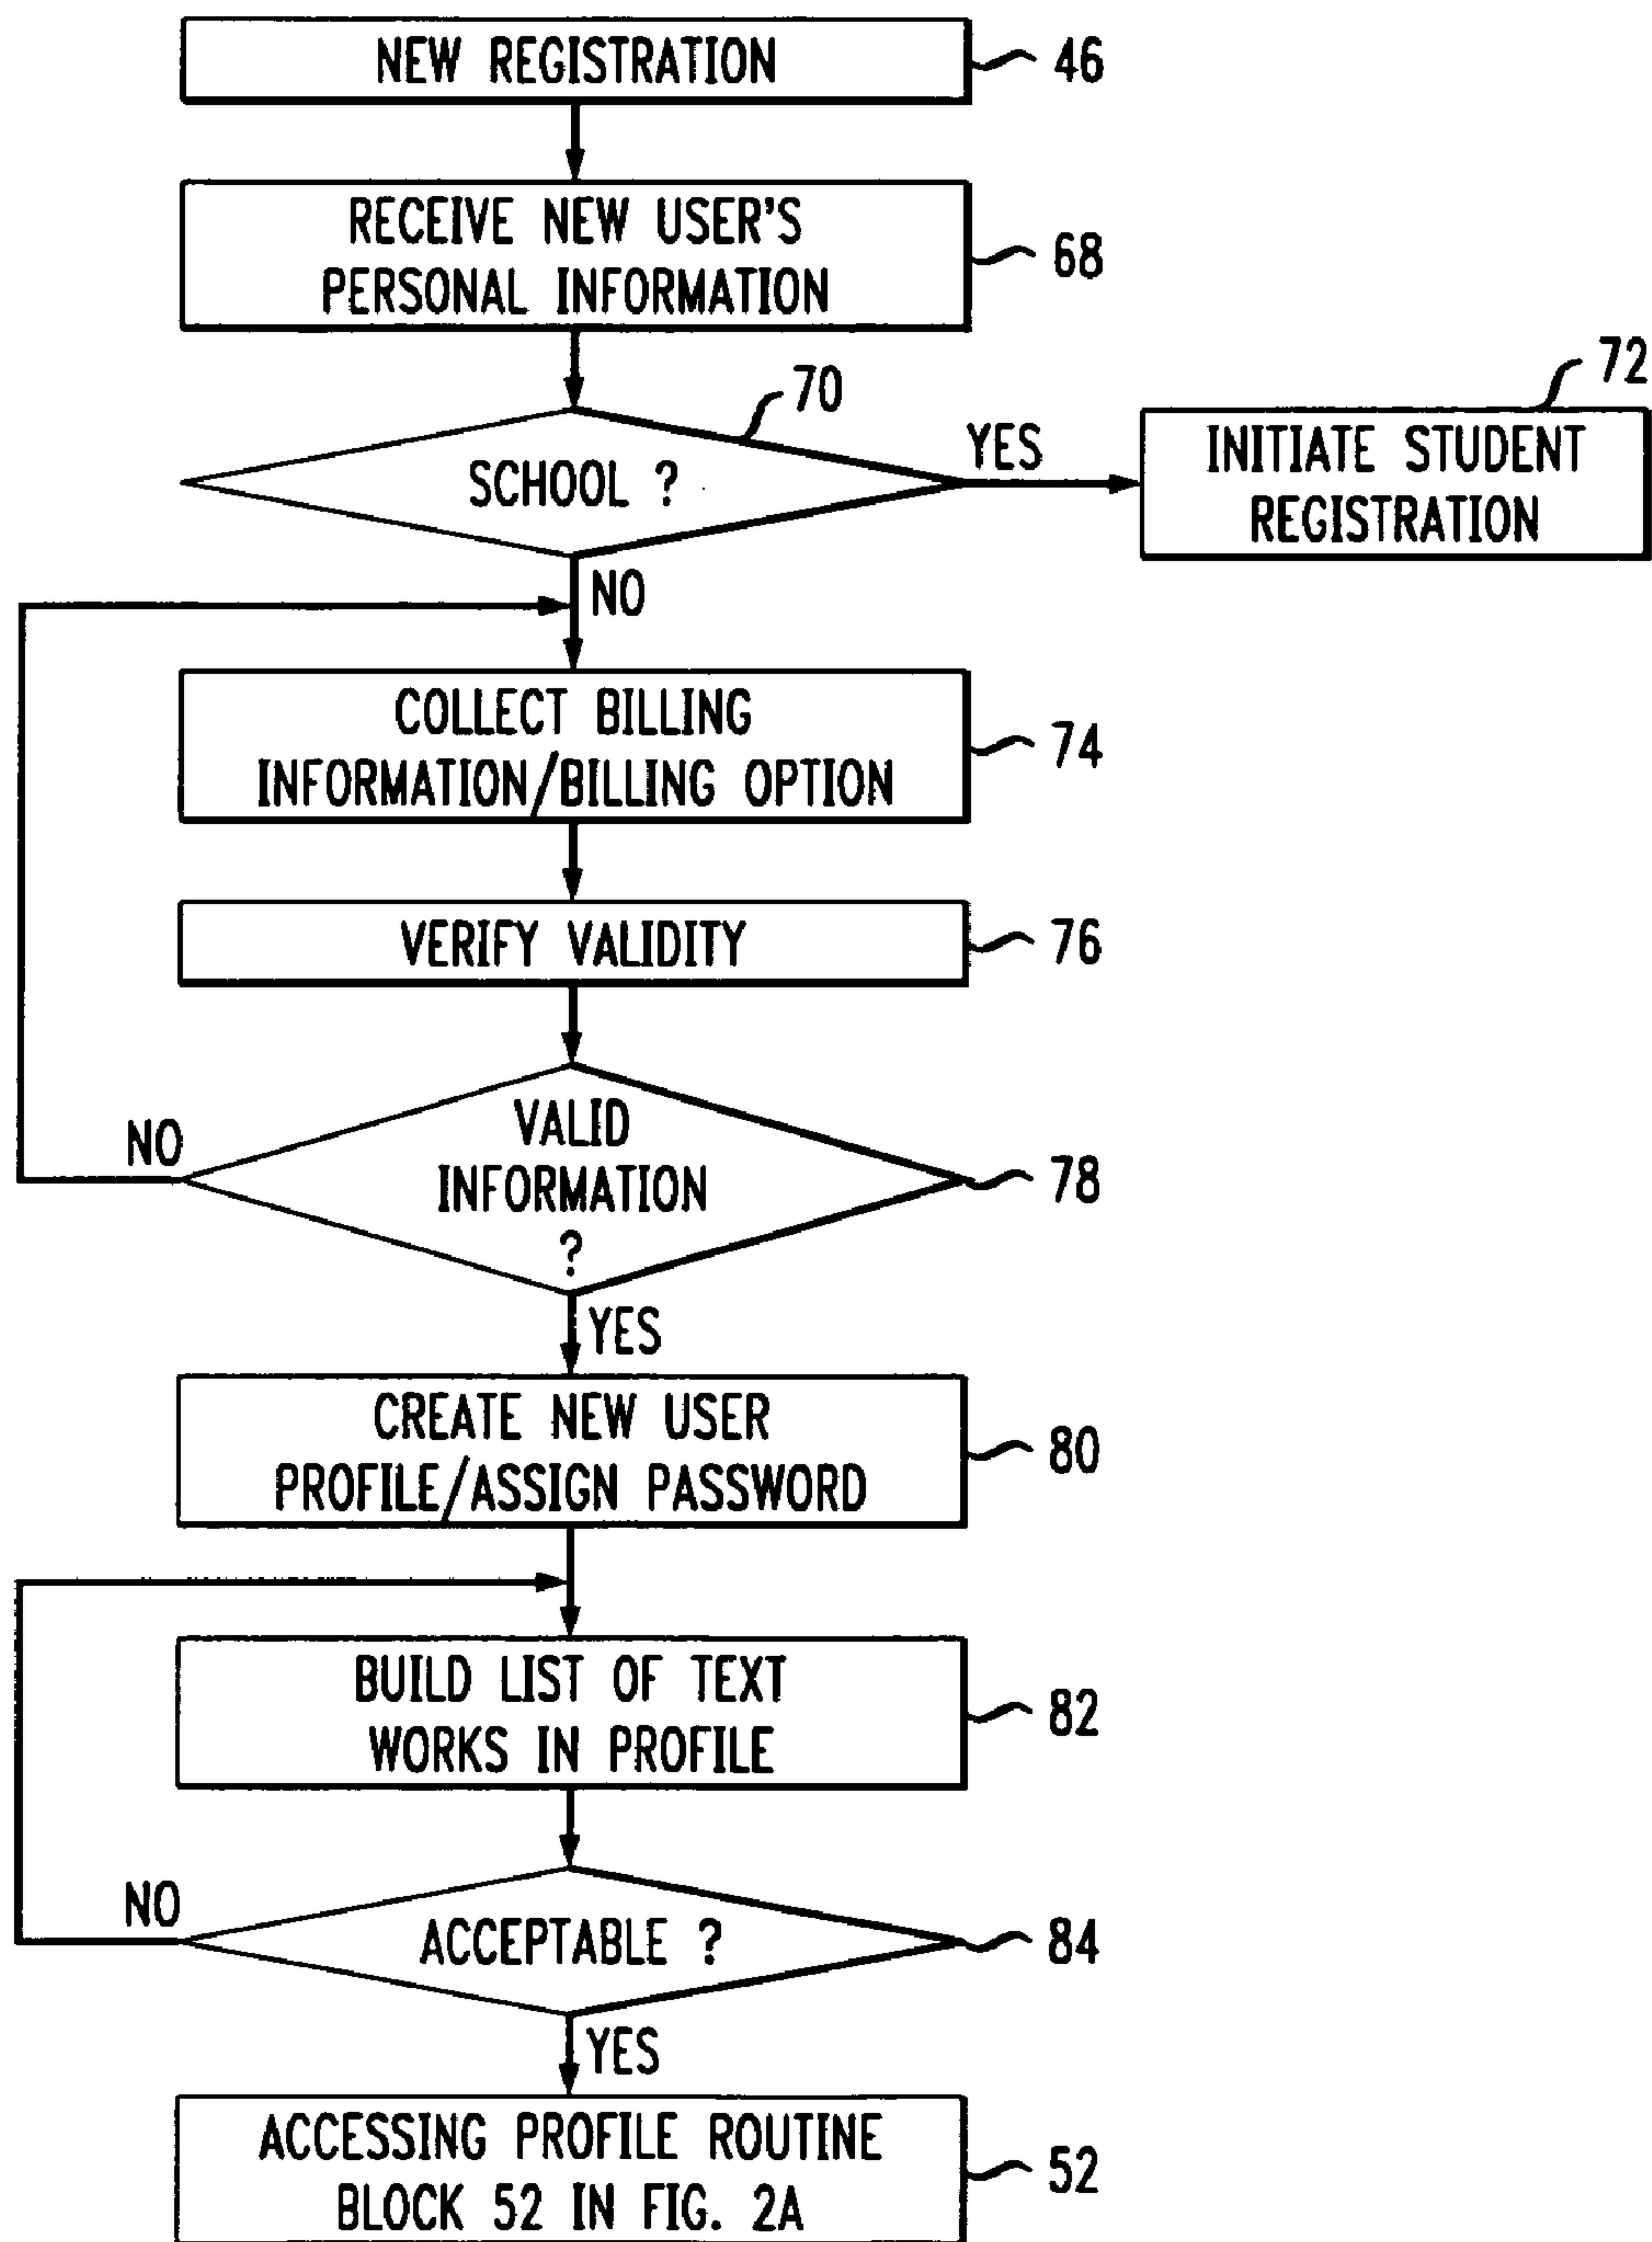 NEW REGISTRATION
46
RECEIVE NEW USER'S
PERSONAL INFORMATION
68
70
SCHOOL ?
YES
72
INITIATE STUDENT
REGISTRATION
NO
COLLECT BILLING
INFORMATION/BILLING OPTION
74
VERIFY VALIDITY
76
NO
VALID
INFORMATION
?
78
YES
CREATE NEW USER
PROFILE/ASSIGN PASSWORD
80
BUILD LIST OF TEXT
WORKS IN PROFILE
82
NO
ACCEPTABLE ?
84
YES
ACCESSING PROFILE ROUTINE
BLOCK 52 IN FIG. 2A
52